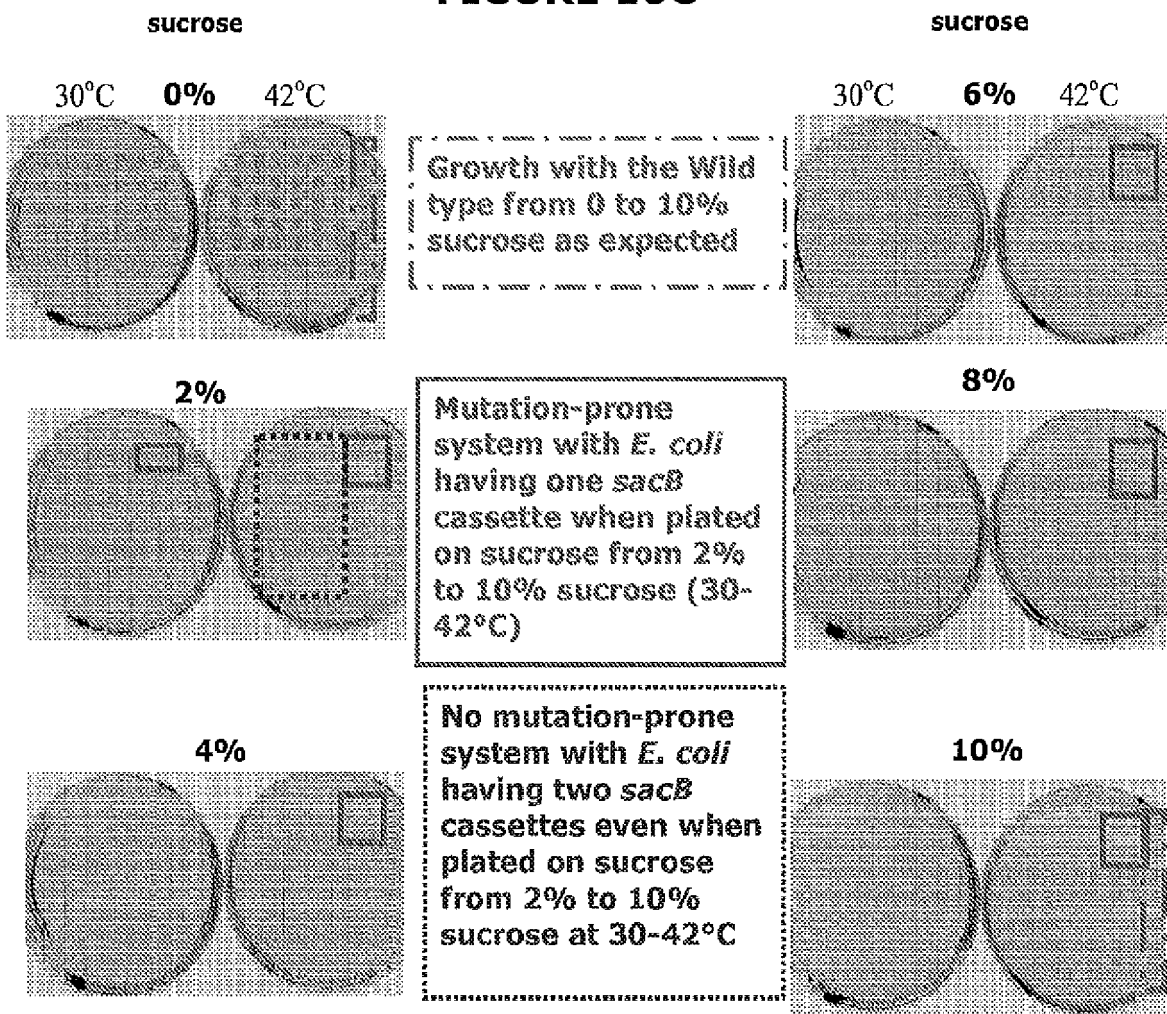 FIGURE
sucrose
30°C 0% 42°C
2%
4%
Growth with the Wild
type from 0 to 10%
sucrose as expected
Mutation-prone
system with E. coli
having one sacB
cassette when plated
on sucrose from 2%
to 10% sucrose (30-
42°C)
No mutation-prone
system with E. coli
having two sacB
cassettes even when
plated on sucrose
from 2% to 10%
sucrose at 30-42°C
sucrose
30°C 6% 42°C
8%
10%